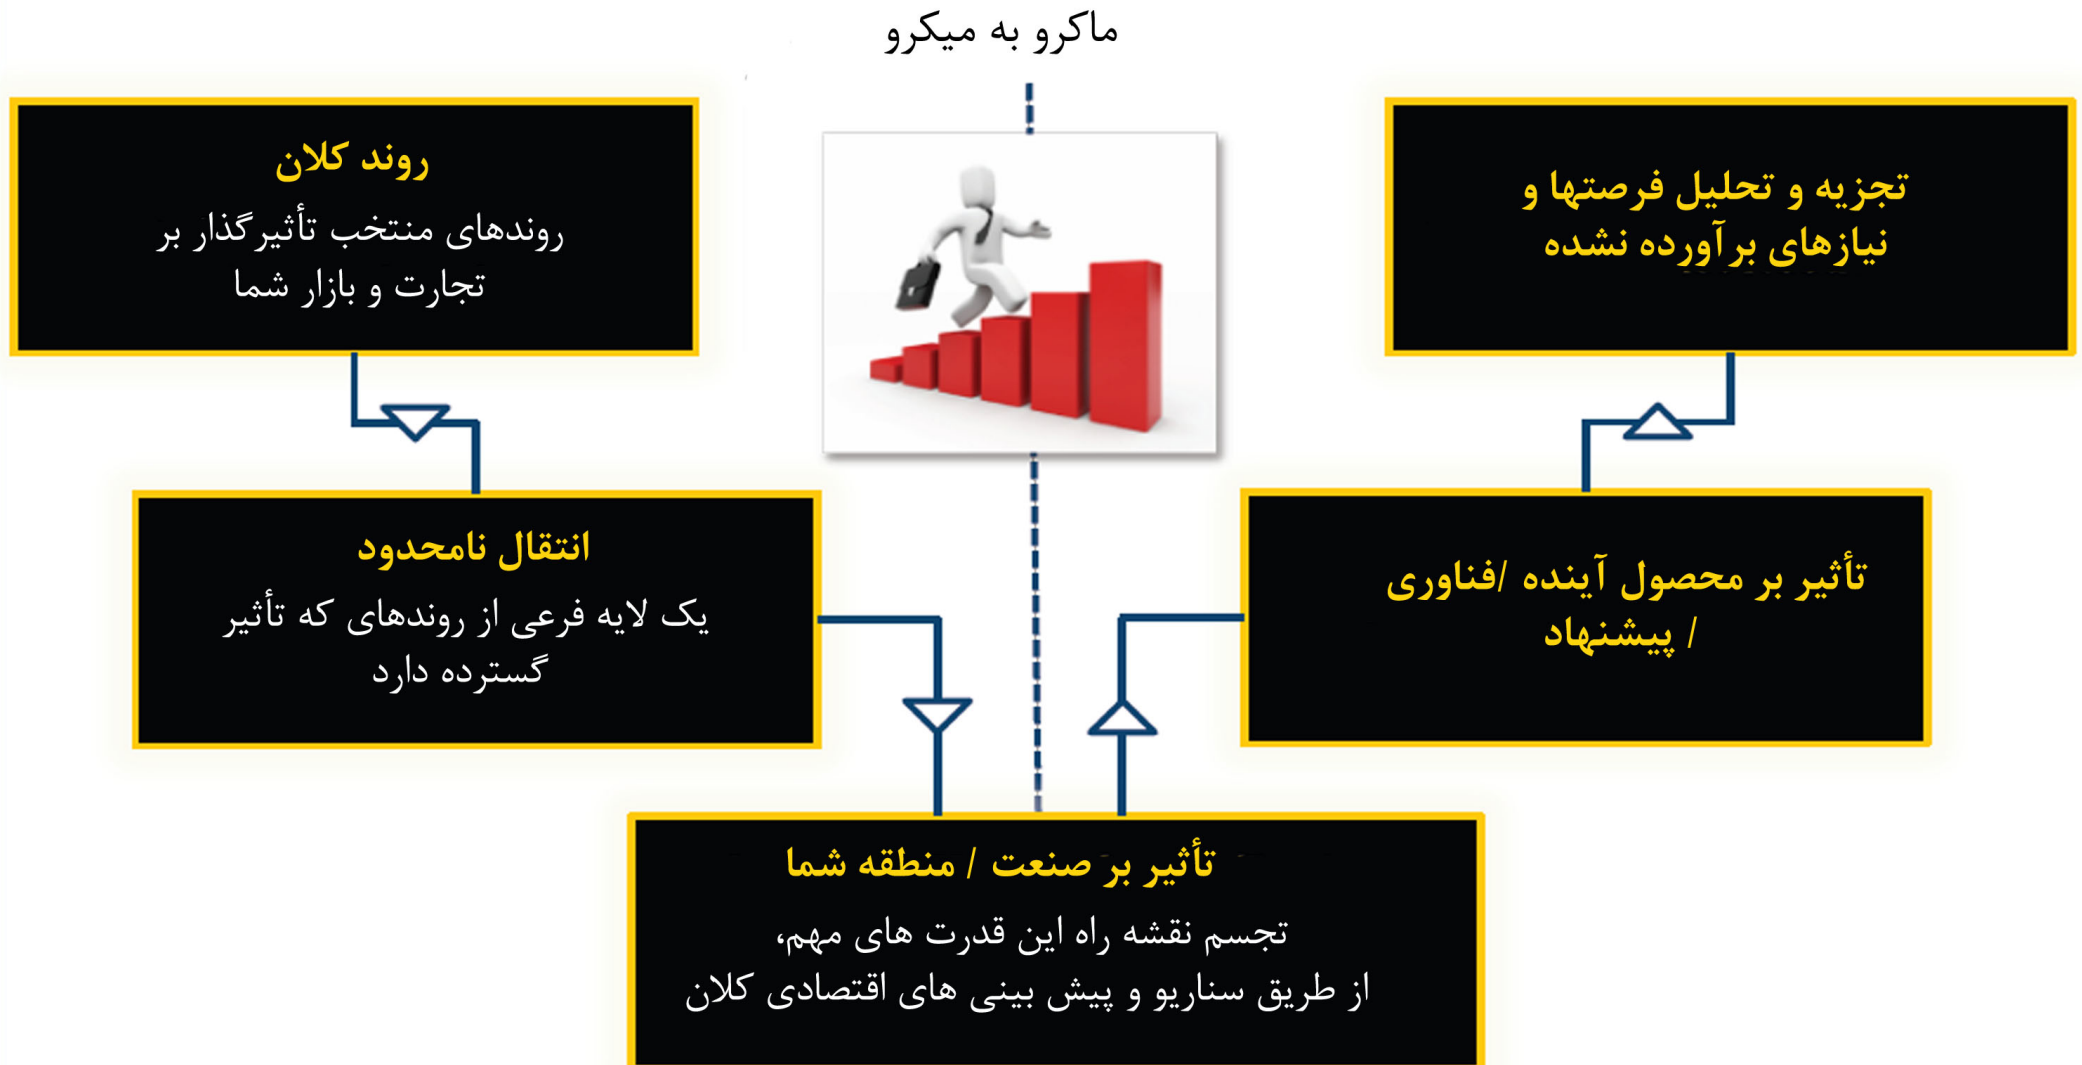 ماکرو به میکرو
روند کلان
روندهای منتخب تأثیرگذار بر
تجارت و بازار شما
انتقال نامحدود
یک لایه فرعی از روندهای که تأثیر
گسترده دارد
تأثیر بر صنعت / منطقه شما
تجسم نقشه راه این قدرت های مهم،
از طریق سناریو و پیش بینی های اقتصادی کلان
تأثیر بر محصول آینده /فناوری
/ پیشنهاد
تجزیه و تحلیل فرصتها و
نیازهای برآورده نشده